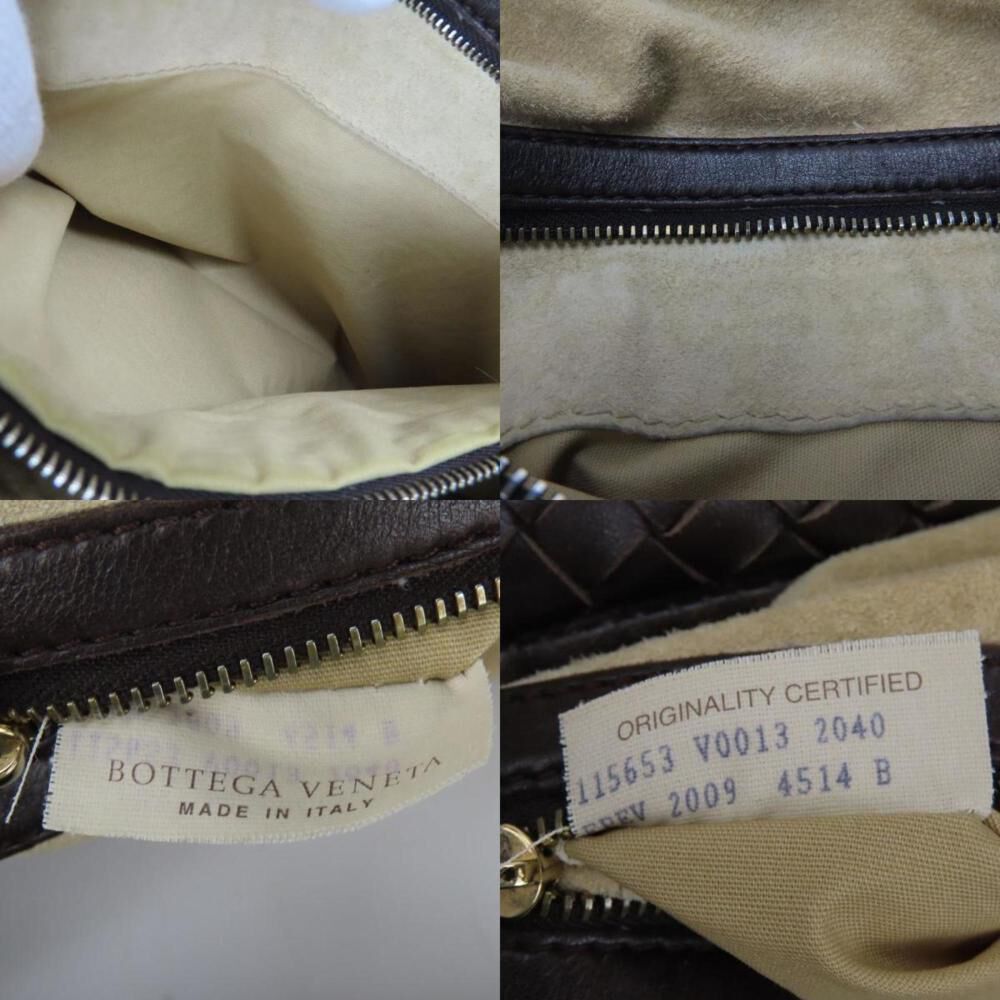 BOTTEGA VENETA
MADE IN ITALY
ORIGINALITY CERTIFIED
115653 V0013 2040
2009 4514 B